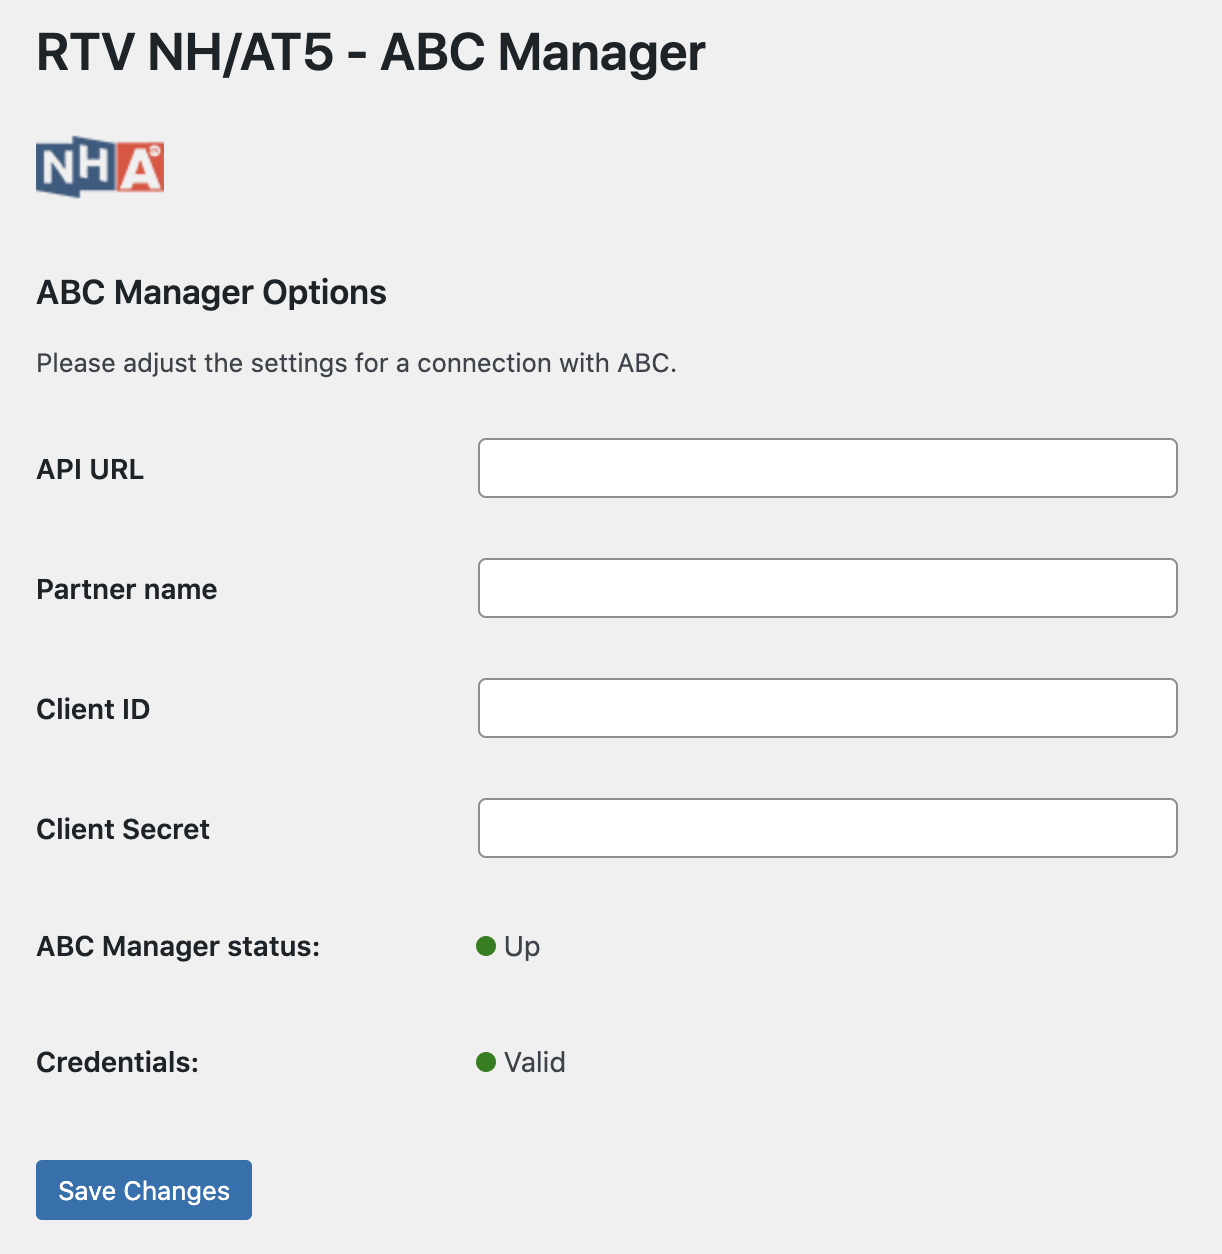 RTV NH/AT5 - ABC Manager
NHA
ABC Manager Options
Please adjust the settings for a connection with ABC.
API URL
Partner name
Client ID
Client Secret
ABC Manager status: Up
Credentials: Valid
Save Changes